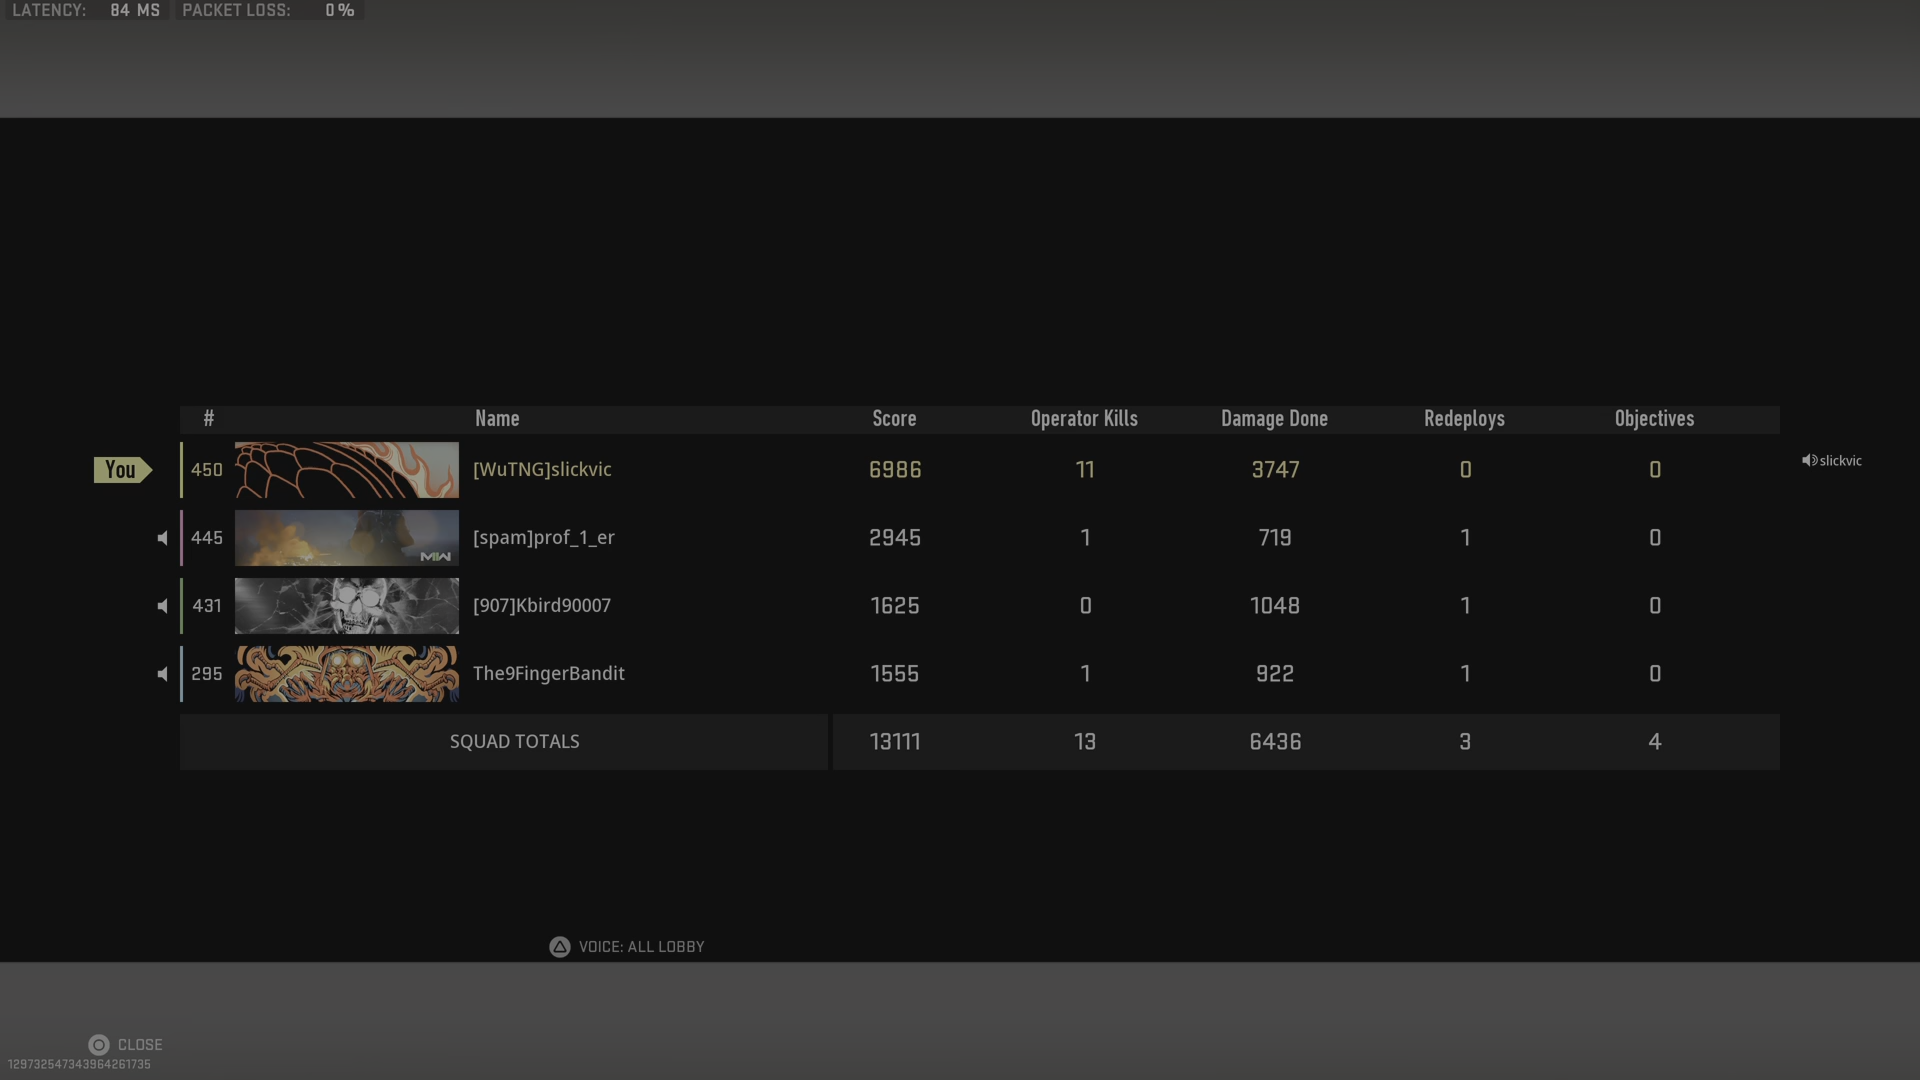 LATENCY: 84 MS PACKET LOSS: 0 %
# Name Score Operator Kills Damage Done Redeploys Objectives
You 450 [WuTNG]slickvic 6986 11 3747 0 0
slickvic
445 MW [spam]prof_1_er 2945 1 719 1 0
431 [907]Kbird90007 1625 0 1048 1 0
295 The9FingerBandit 1555 1 922 1 0
SQUAD TOTALS 13111 13 6436 3 4
VOICE: ALL LOBBY
CLOSE
129732547343964261735